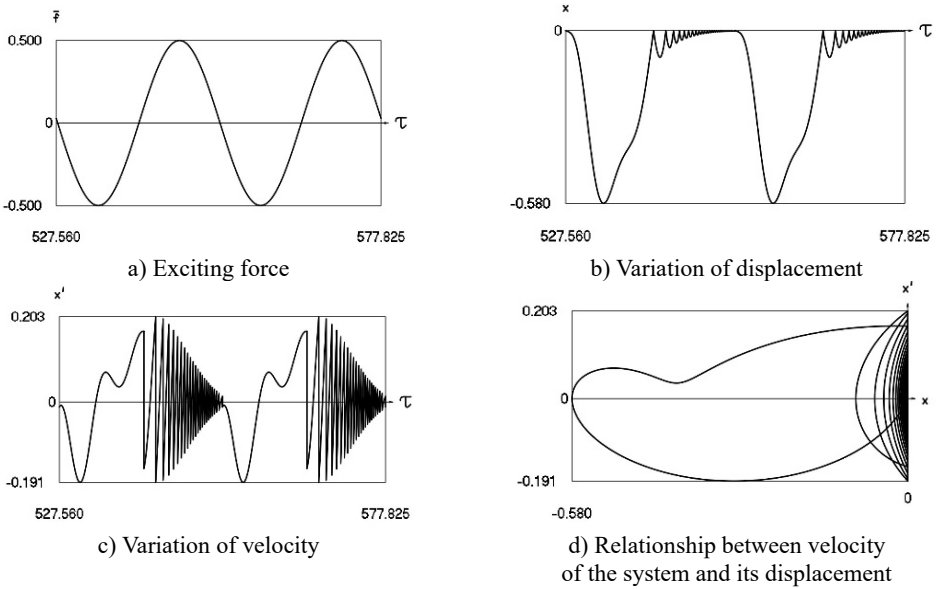 f̄
0.500
0
τ
-0.500
527.560
577.825
a) Exciting force
x
0
τ
-0.580
527.560
577.825
b) Variation of displacement
x'
0.203
0
τ
-0.191
527.560
577.825
c) Variation of velocity
x'
0.203
0
x
-0.191
0
-0.580
d) Relationship between velocity
of the system and its displacement